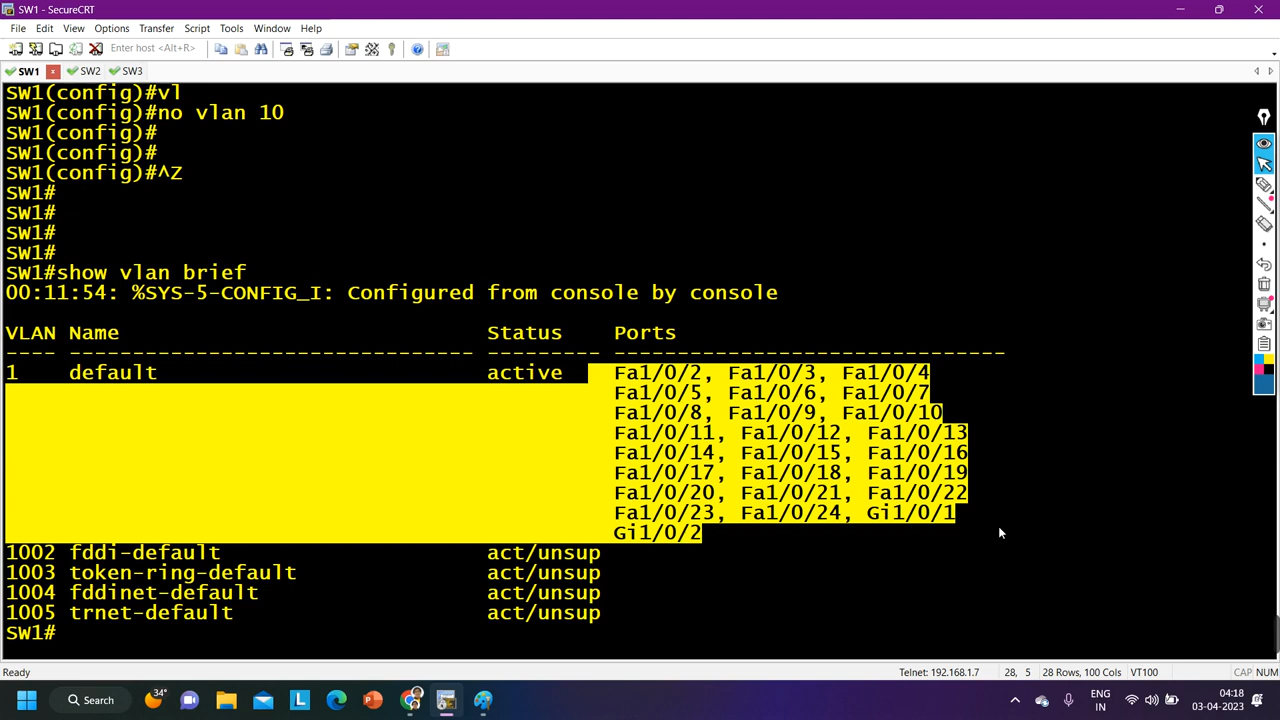 SW1 - SecureCRT
File Edit View Options Transfer Script Tools Window Help
Enter host <Alt+R>
SW1 SW2 SW3
SW1(config)#vl
SW1(config)#no vlan 10
SW1(config)#
SW1(config)#
SW1(config)#^Z
SW1#
SW1#
SW1#
SW1#
SW1#show vlan brief
00:11:54: %SYS-5-CONFIG_I: Configured from console by console
VLAN Name Status Ports
---- -------------------------------- --------- -------------------------------
1 default active Fa1/0/2, Fa1/0/3, Fa1/0/4
Fa1/0/5, Fa1/0/6, Fa1/0/7
Fa1/0/8, Fa1/0/9, Fa1/0/10
Fa1/0/11, Fa1/0/12, Fa1/0/13
Fa1/0/14, Fa1/0/15, Fa1/0/16
Fa1/0/17, Fa1/0/18, Fa1/0/19
Fa1/0/20, Fa1/0/21, Fa1/0/22
Fa1/0/23, Fa1/0/24, Gi1/0/1
Gi1/0/2
1002 fddi-default act/unsup
1003 token-ring-default act/unsup
1004 fddinet-default act/unsup
1005 trnet-default act/unsup
SW1#
Ready Telnet: 192.168.1.7 28, 5 28 Rows, 100 Cols VT100 CAP NUM
Search 34° ENG IN 04:18 03-04-2023